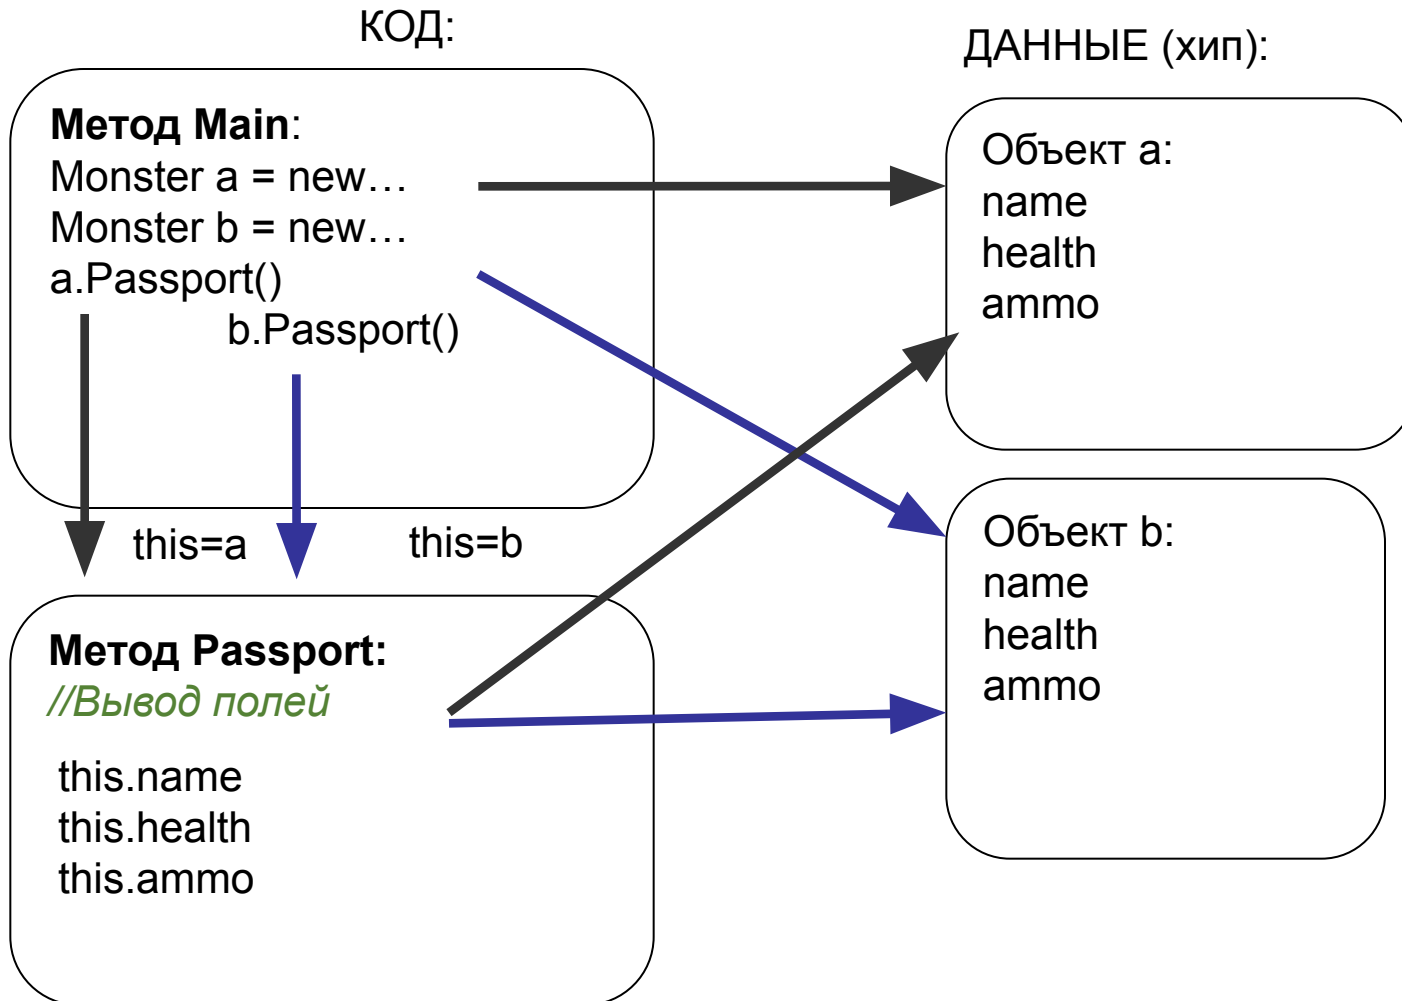 КОД:
ДАННЫЕ (хип):
Метод Main:
Monster a = new…
Monster b = new…
a.Passport()
b.Passport()
this=a
this=b
Метод Passport:
//Вывод полей
this.name
this.health
this.ammo
Объект a:
name
health
ammo
Объект b:
name
health
ammo